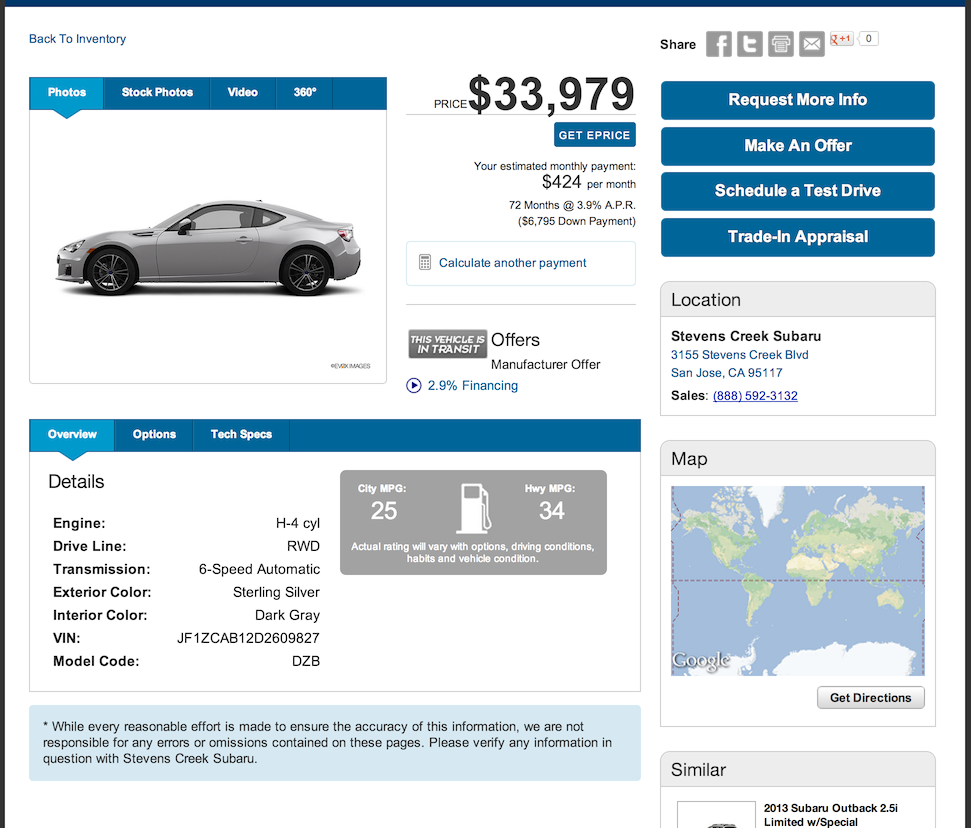 Back To Inventory
Share
g +1
0
Photos
Stock Photos
Video
360°
©EVOX IMAGES
PRICE $33,979
GET EPRICE
Your estimated monthly payment:
$424 per month
72 Months @ 3.9% A.P.R.
($6,795 Down Payment)
Calculate another payment
THIS VEHICLE IS
IN TRANSIT
Offers
Manufacturer Offer
2.9% Financing
Request More Info
Make An Offer
Schedule a Test Drive
Trade-In Appraisal
Location
Stevens Creek Subaru
3155 Stevens Creek Blvd
San Jose, CA 95117
Sales: (888) 592-3132
Overview
Options
Tech Specs
Details
Engine: H-4 cyl
Drive Line: RWD
Transmission: 6-Speed Automatic
Exterior Color: Sterling Silver
Interior Color: Dark Gray
VIN: JF1ZCAB12D2609827
Model Code: DZB
City MPG:
25
Hwy MPG:
34
Actual rating will vary with options, driving conditions,
habits and vehicle condition.
* While every reasonable effort is made to ensure the accuracy of this information, we are not
responsible for any errors or omissions contained on these pages. Please verify any information in
question with Stevens Creek Subaru.
Map
Google
Get Directions
Similar
2013 Subaru Outback 2.5i
Limited w/Special